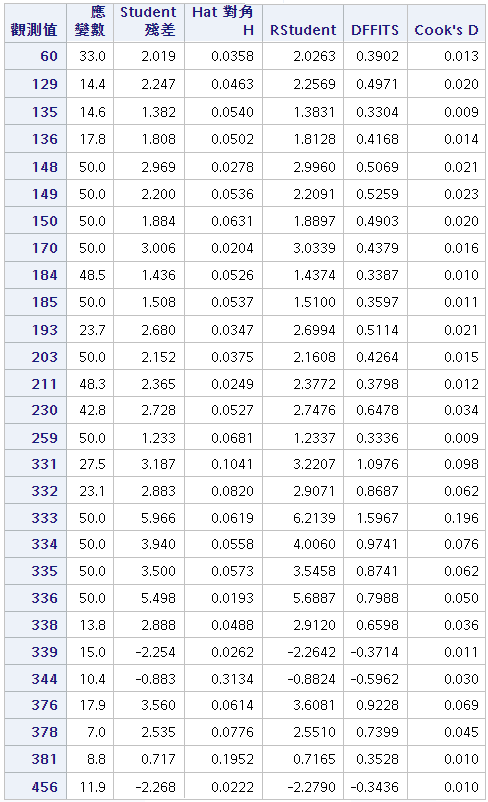 觀測值 應變數 Student 殘差 Hat 對角 H RStudent DFFITS Cook's D
60 33.0 2.019 0.0358 2.0263 0.3902 0.013
129 14.4 2.247 0.0463 2.2569 0.4971 0.020
135 14.6 1.382 0.0540 1.3831 0.3304 0.009
136 17.8 1.808 0.0502 1.8128 0.4168 0.014
148 50.0 2.969 0.0278 2.9960 0.5069 0.021
149 50.0 2.200 0.0536 2.2091 0.5259 0.023
150 50.0 1.884 0.0631 1.8897 0.4903 0.020
170 50.0 3.006 0.0204 3.0339 0.4379 0.016
184 48.5 1.436 0.0526 1.4374 0.3387 0.010
185 50.0 1.508 0.0537 1.5100 0.3597 0.011
193 23.7 2.680 0.0347 2.6994 0.5114 0.021
203 50.0 2.152 0.0375 2.1608 0.4264 0.015
211 48.3 2.365 0.0249 2.3772 0.3798 0.012
230 42.8 2.728 0.0527 2.7476 0.6478 0.034
259 50.0 1.233 0.0681 1.2337 0.3336 0.009
331 27.5 3.187 0.1041 3.2207 1.0976 0.098
332 23.1 2.883 0.0820 2.9071 0.8687 0.062
333 50.0 5.966 0.0619 6.2139 1.5967 0.196
334 50.0 3.940 0.0558 4.0060 0.9741 0.076
335 50.0 3.500 0.0573 3.5458 0.8741 0.062
336 50.0 5.498 0.0193 5.6887 0.7988 0.050
338 13.8 2.888 0.0488 2.9120 0.6598 0.036
339 15.0 -2.254 0.0262 -2.2642 -0.3714 0.011
344 10.4 -0.883 0.3134 -0.8824 -0.5962 0.030
376 17.9 3.560 0.0614 3.6081 0.9228 0.069
378 7.0 2.535 0.0776 2.5510 0.7399 0.045
381 8.8 0.717 0.1952 0.7165 0.3528 0.010
456 11.9 -2.268 0.0222 -2.2790 -0.3436 0.010